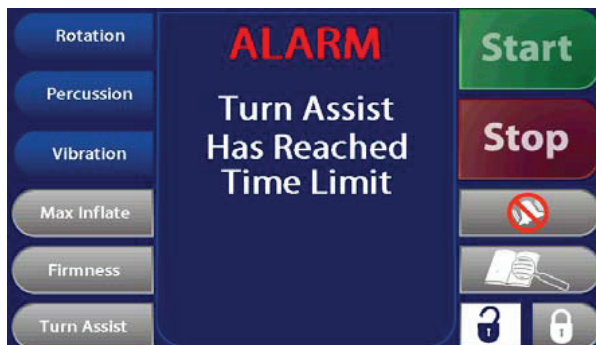 Rotation
Percussion
Vibration
Max Inflate
Firmness
Turn Assist
ALARM
Turn Assist
Has Reached
Time Limit
Start
Stop